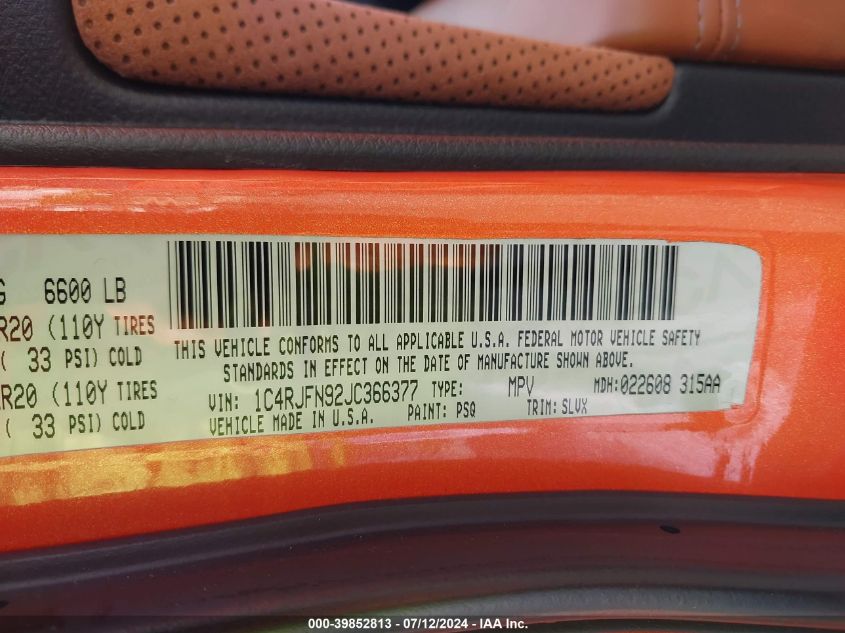 G 6600 LB
R20 (110Y TIRES
( 33 PSI) COLD
R20 (110Y TIRES
( 33 PSI) COLD
THIS VEHICLE CONFORMS TO ALL APPLICABLE U.S.A. FEDERAL MOTOR VEHICLE SAFETY
STANDARDS IN EFFECT ON THE DATE OF MANUFACTURE SHOWN ABOVE.
VIN: 1C4RJFN92JC366377 TYPE: MPV MDH:022608 315AA
VEHICLE MADE IN U.S.A. PAINT: PSQ TRIM: SLVX
000-39852813 - 07/12/2024 - IAA Inc.